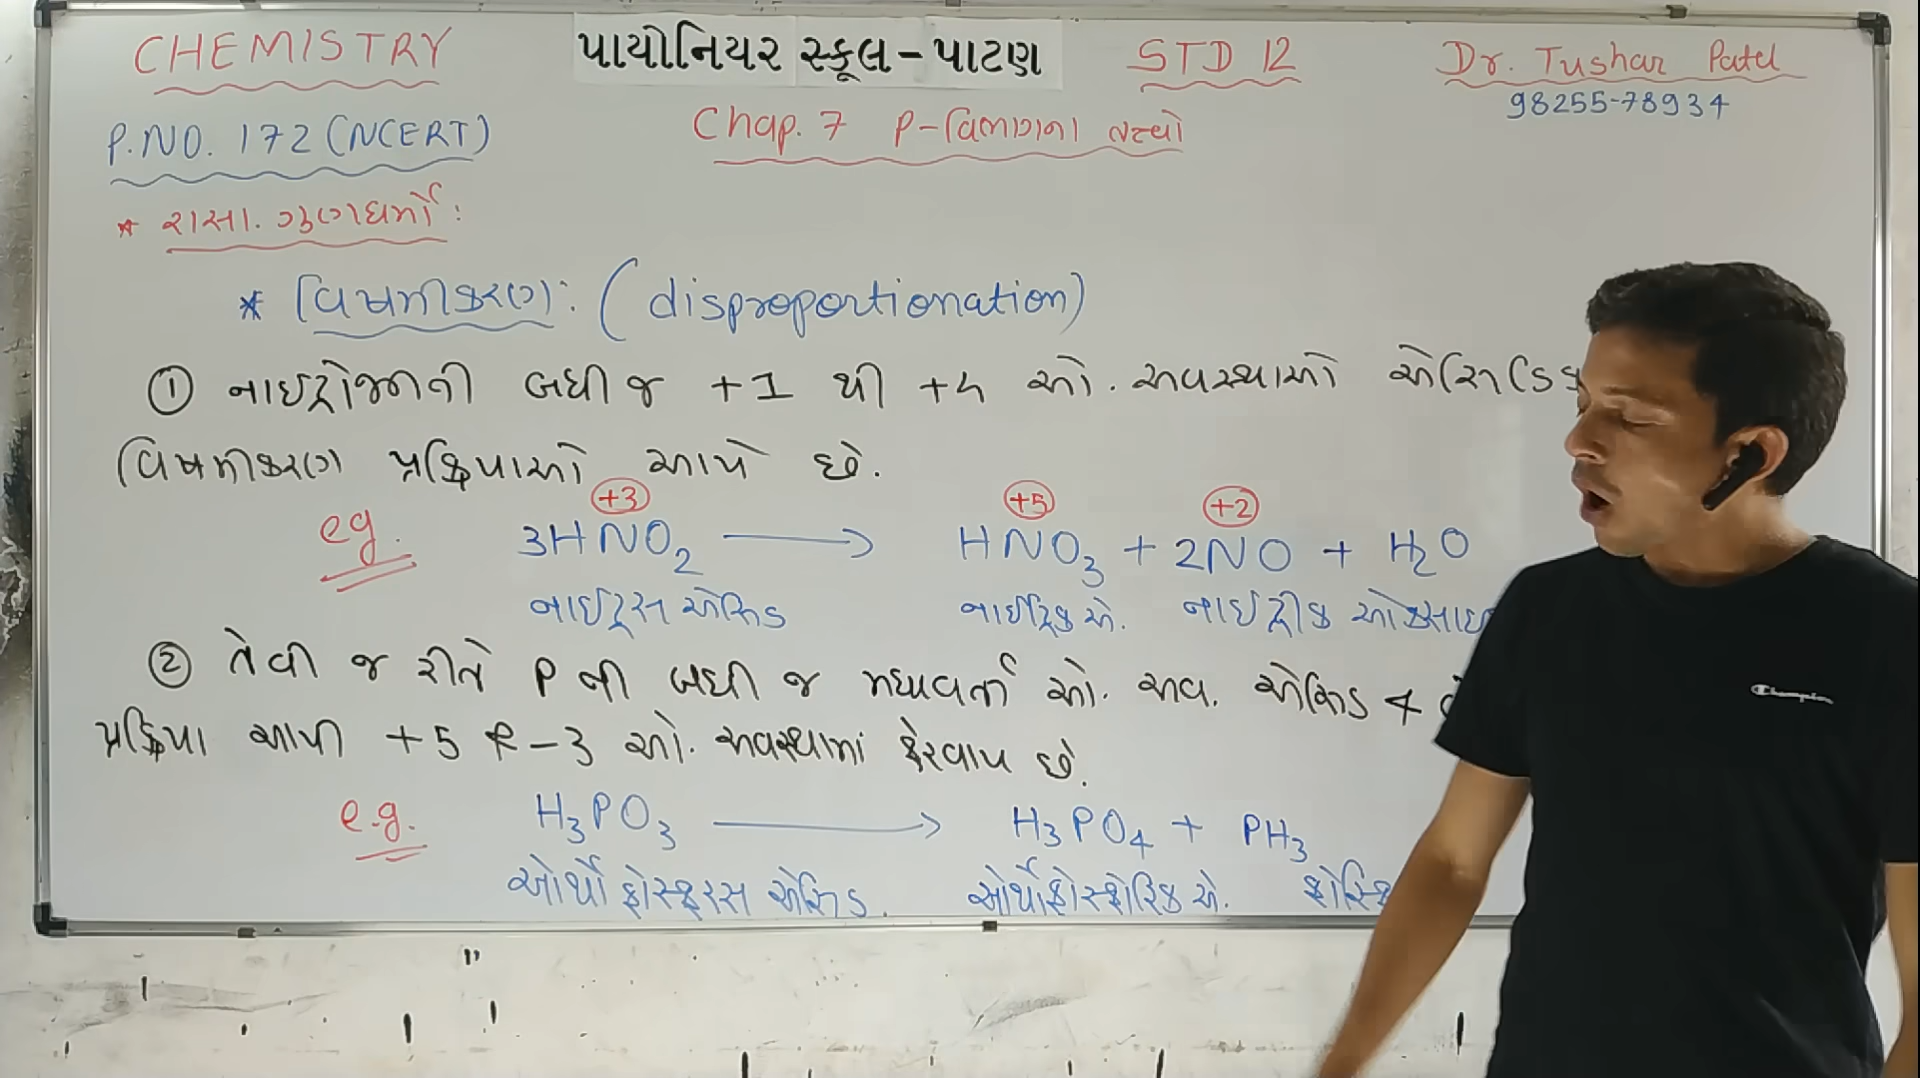 CHEMISTRY
પાયોનિયર સ્કૂલ – પાટણ
STD 12
Dr. Tushar Patel
98255-78934
P.NO. 172 (NCERT)
Chap. 7 P-વિભાગના તત્વો
* રાસા. ગુણધર્મો :
* વિષમીકરણ : ( disproportionation)
① નાઇટ્રોજનની બધી જ +1 થી +4 ઓ. અવસ્થાઓ એસિડિક
વિષમીકરણ પ્રક્રિયાઓ આપે છે.
+3 +5 +2
eg. 3HNO₂ ⟶ HNO₃ + 2NO + H₂O
નાઇટ્રસ એસિડ નાઇટ્રિક એ. નાઇટ્રીક ઓક્સાઇ
② તેવી જ રીતે P ની બધી જ મધ્યવર્તી ઓ. અવ. એસિડ
પ્રક્રિયા આપી +5 ને -3 ઓ. અવસ્થામાં ફેરવાય છે.
e.g. H₃PO₃ ⟶ H₃PO₄ + PH₃
ઓર્થો ફોસ્ફરસ એસિડ. ઓર્થોફોસ્ફોરિક એ. ફોસ્ફિ
Champion